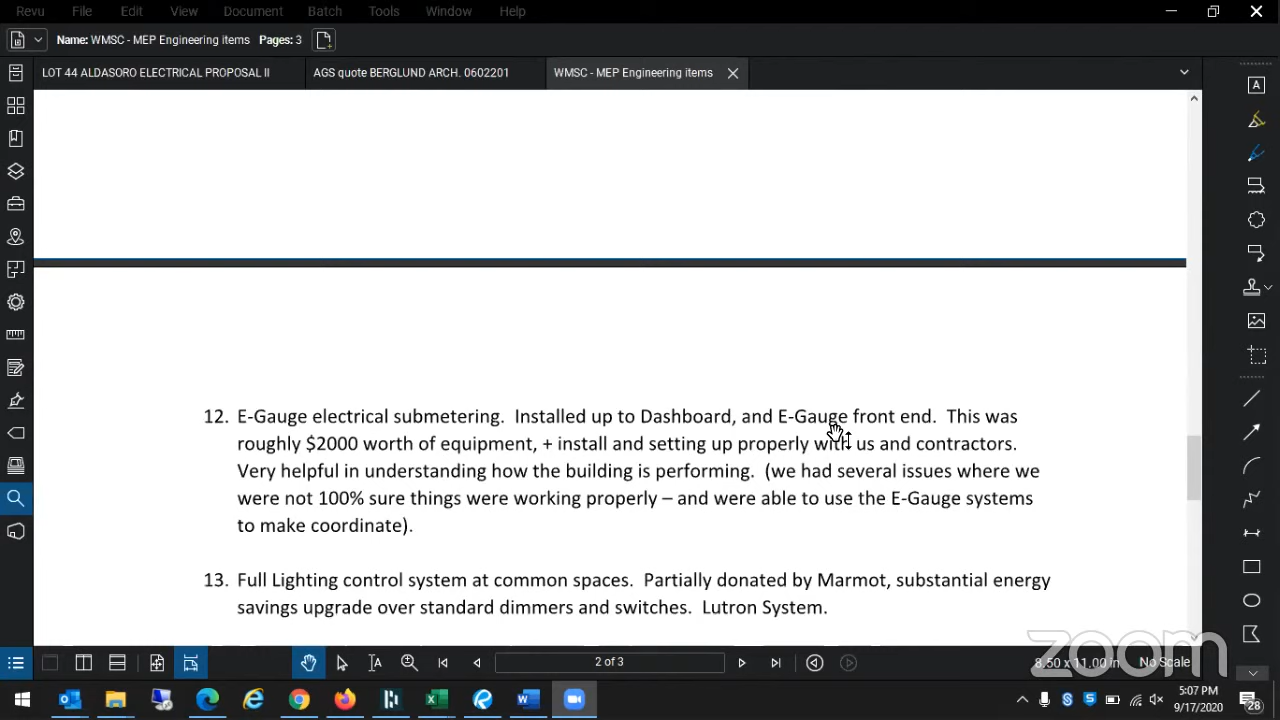 Revu File Edit View Document Batch Tools Window Help
Name: WMSC - MEP Engineering items Pages: 3
LOT 44 ALDASORO ELECTRICAL PROPOSAL II AGS quote BERGLUND ARCH. 0602201 WMSC - MEP Engineering items
12. E-Gauge electrical submetering. Installed up to Dashboard, and E-Gauge front end. This was
roughly $2000 worth of equipment, + install and setting up properly with us and contractors.
Very helpful in understanding how the building is performing. (we had several issues where we
were not 100% sure things were working properly – and were able to use the E-Gauge systems
to make coordinate).
13. Full Lighting control system at common spaces. Partially donated by Marmot, substantial energy
savings upgrade over standard dimmers and switches. Lutron System.
zoom
2 of 3 8.50 x 11.00 in No Scale
5:07 PM
9/17/2020 28